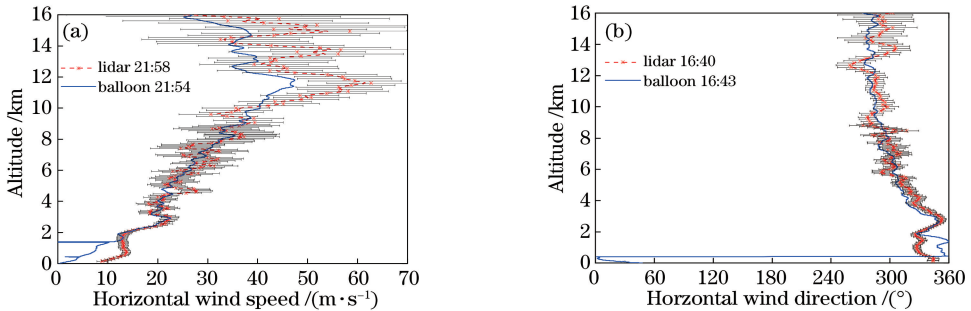 (a)
lidar 21:58
balloon 21:54
Altitude /km
16
14
12
10
8
6
4
2
0
0 10 20 30 40 50 60 70
Horizontal wind speed /(m·s⁻¹)
(b)
lidar 16:40
balloon 16:43
Altitude /km
16
14
12
10
8
6
4
2
0
0 60 120 180 240 300 360
Horzontal wind direction /(°)